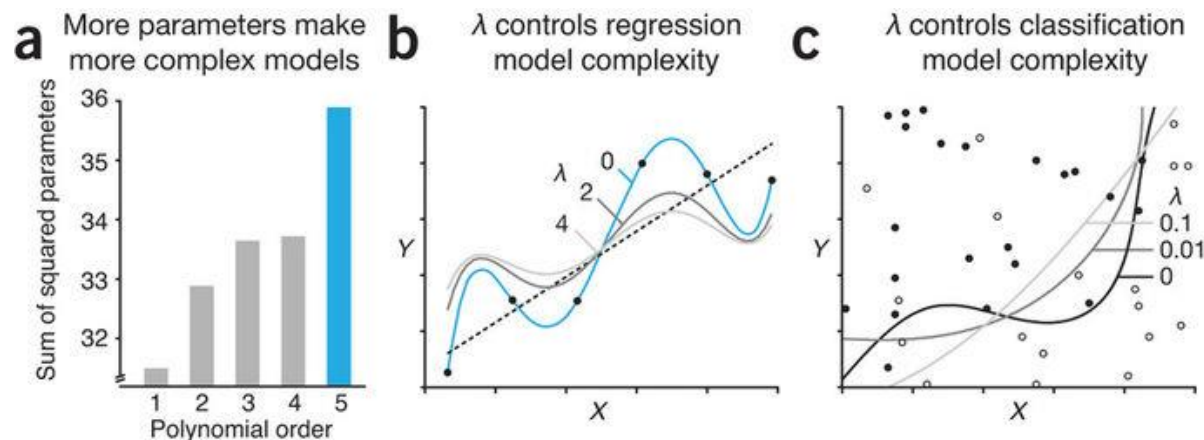 a More parameters make
more complex models
Sum of squared parameters
36
35
34
33
32
1 2 3 4 5
Polynomial order
b λ controls regression
model complexity
Y
λ
0
2
4
X
c λ controls classification
model complexity
Y
λ
0.1
0.01
0
X